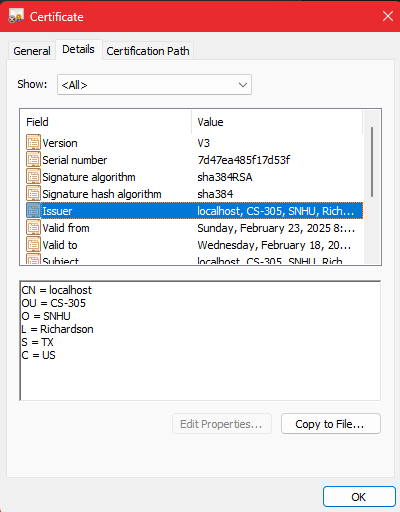 Certificate
General Details Certification Path
Show: <All>
Field Value
Version V3
Serial number 7d47ea485f17d53f
Signature algorithm sha384RSA
Signature hash algorithm sha384
Issuer localhost, CS-305, SNHU, Rich...
Valid from Sunday, February 23, 2025 8:...
Valid to Wednesday, February 18, 20...
Subject localhost, CS-305, SNHU, Rich...
CN = localhost
OU = CS-305
O = SNHU
L = Richardson
S = TX
C = US
Edit Properties... Copy to File...
OK